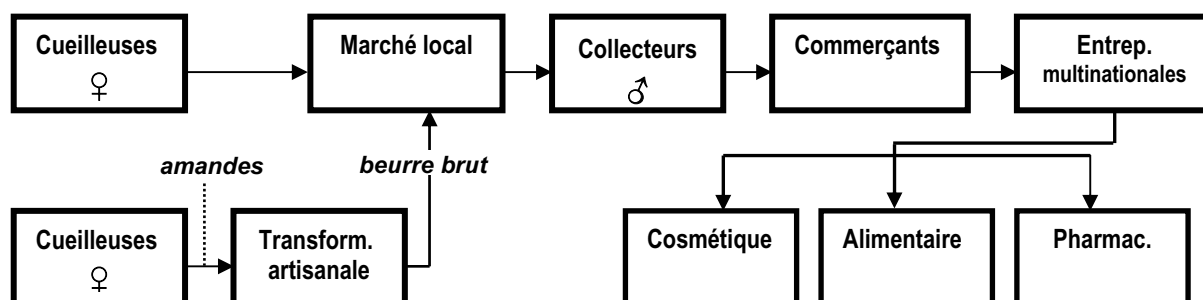 Cueilleuses
♀
Marché local
Collecteurs
♂
Commerçants
Entrep.
multinationales
amandes
beurre brut
Cueilleuses
♀
Transform.
artisanale
Cosmétique
Alimentaire
Pharmac.